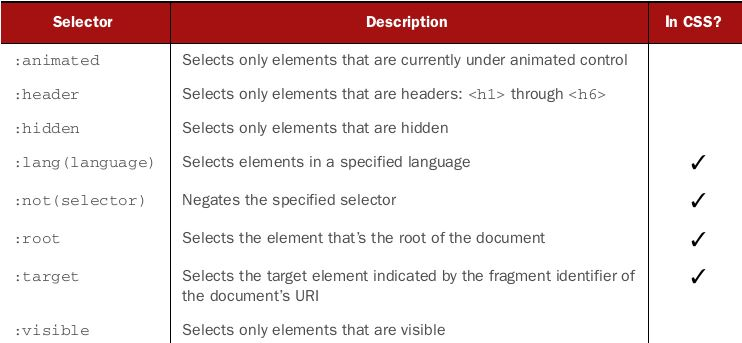 Selector Description In CSS?
:animated Selects only elements that are currently under animated control
:header Selects only elements that are headers: <h1> through <h6>
:hidden Selects only elements that are hidden
:lang(language) Selects elements in a specified language ✓
:not(selector) Negates the specified selector ✓
:root Selects the element that’s the root of the document ✓
:target Selects the target element indicated by the fragment identifier of ✓
the document’s URI
:visible Selects only elements that are visible